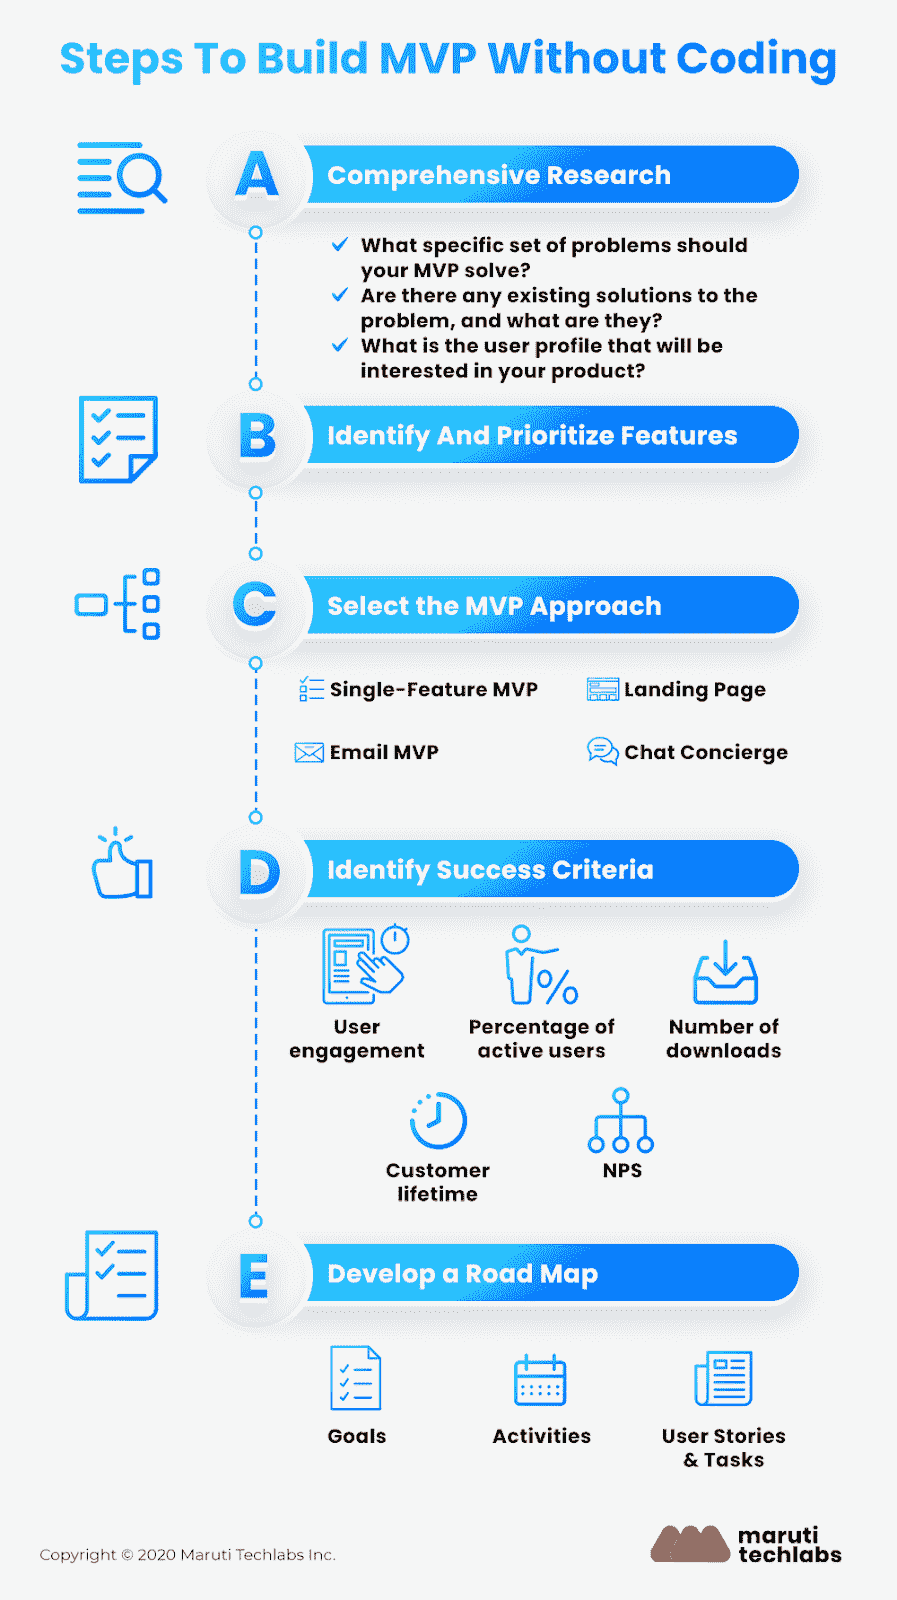 Steps To Build MVP Without Coding
A
Comprehensive Research
What specific set of problems should
your MVP solve?
Are there any existing solutions to the
problem, and what are they?
What is the user profile that will be
interested in your product?
B
Identify And Prioritize Features
C
Select the MVP Approach
Single-Feature MVP
Landing Page
Email MVP
Chat Concierge
D
Identify Success Criteria
User
engagement
Percentage of
active users
Number of
downloads
Customer
lifetime
NPS
E
Develop a Road Map
Goals
Activities
User Stories
& Tasks
Copyright © 2020 Maruti Techlabs Inc.
maruti
techlabs